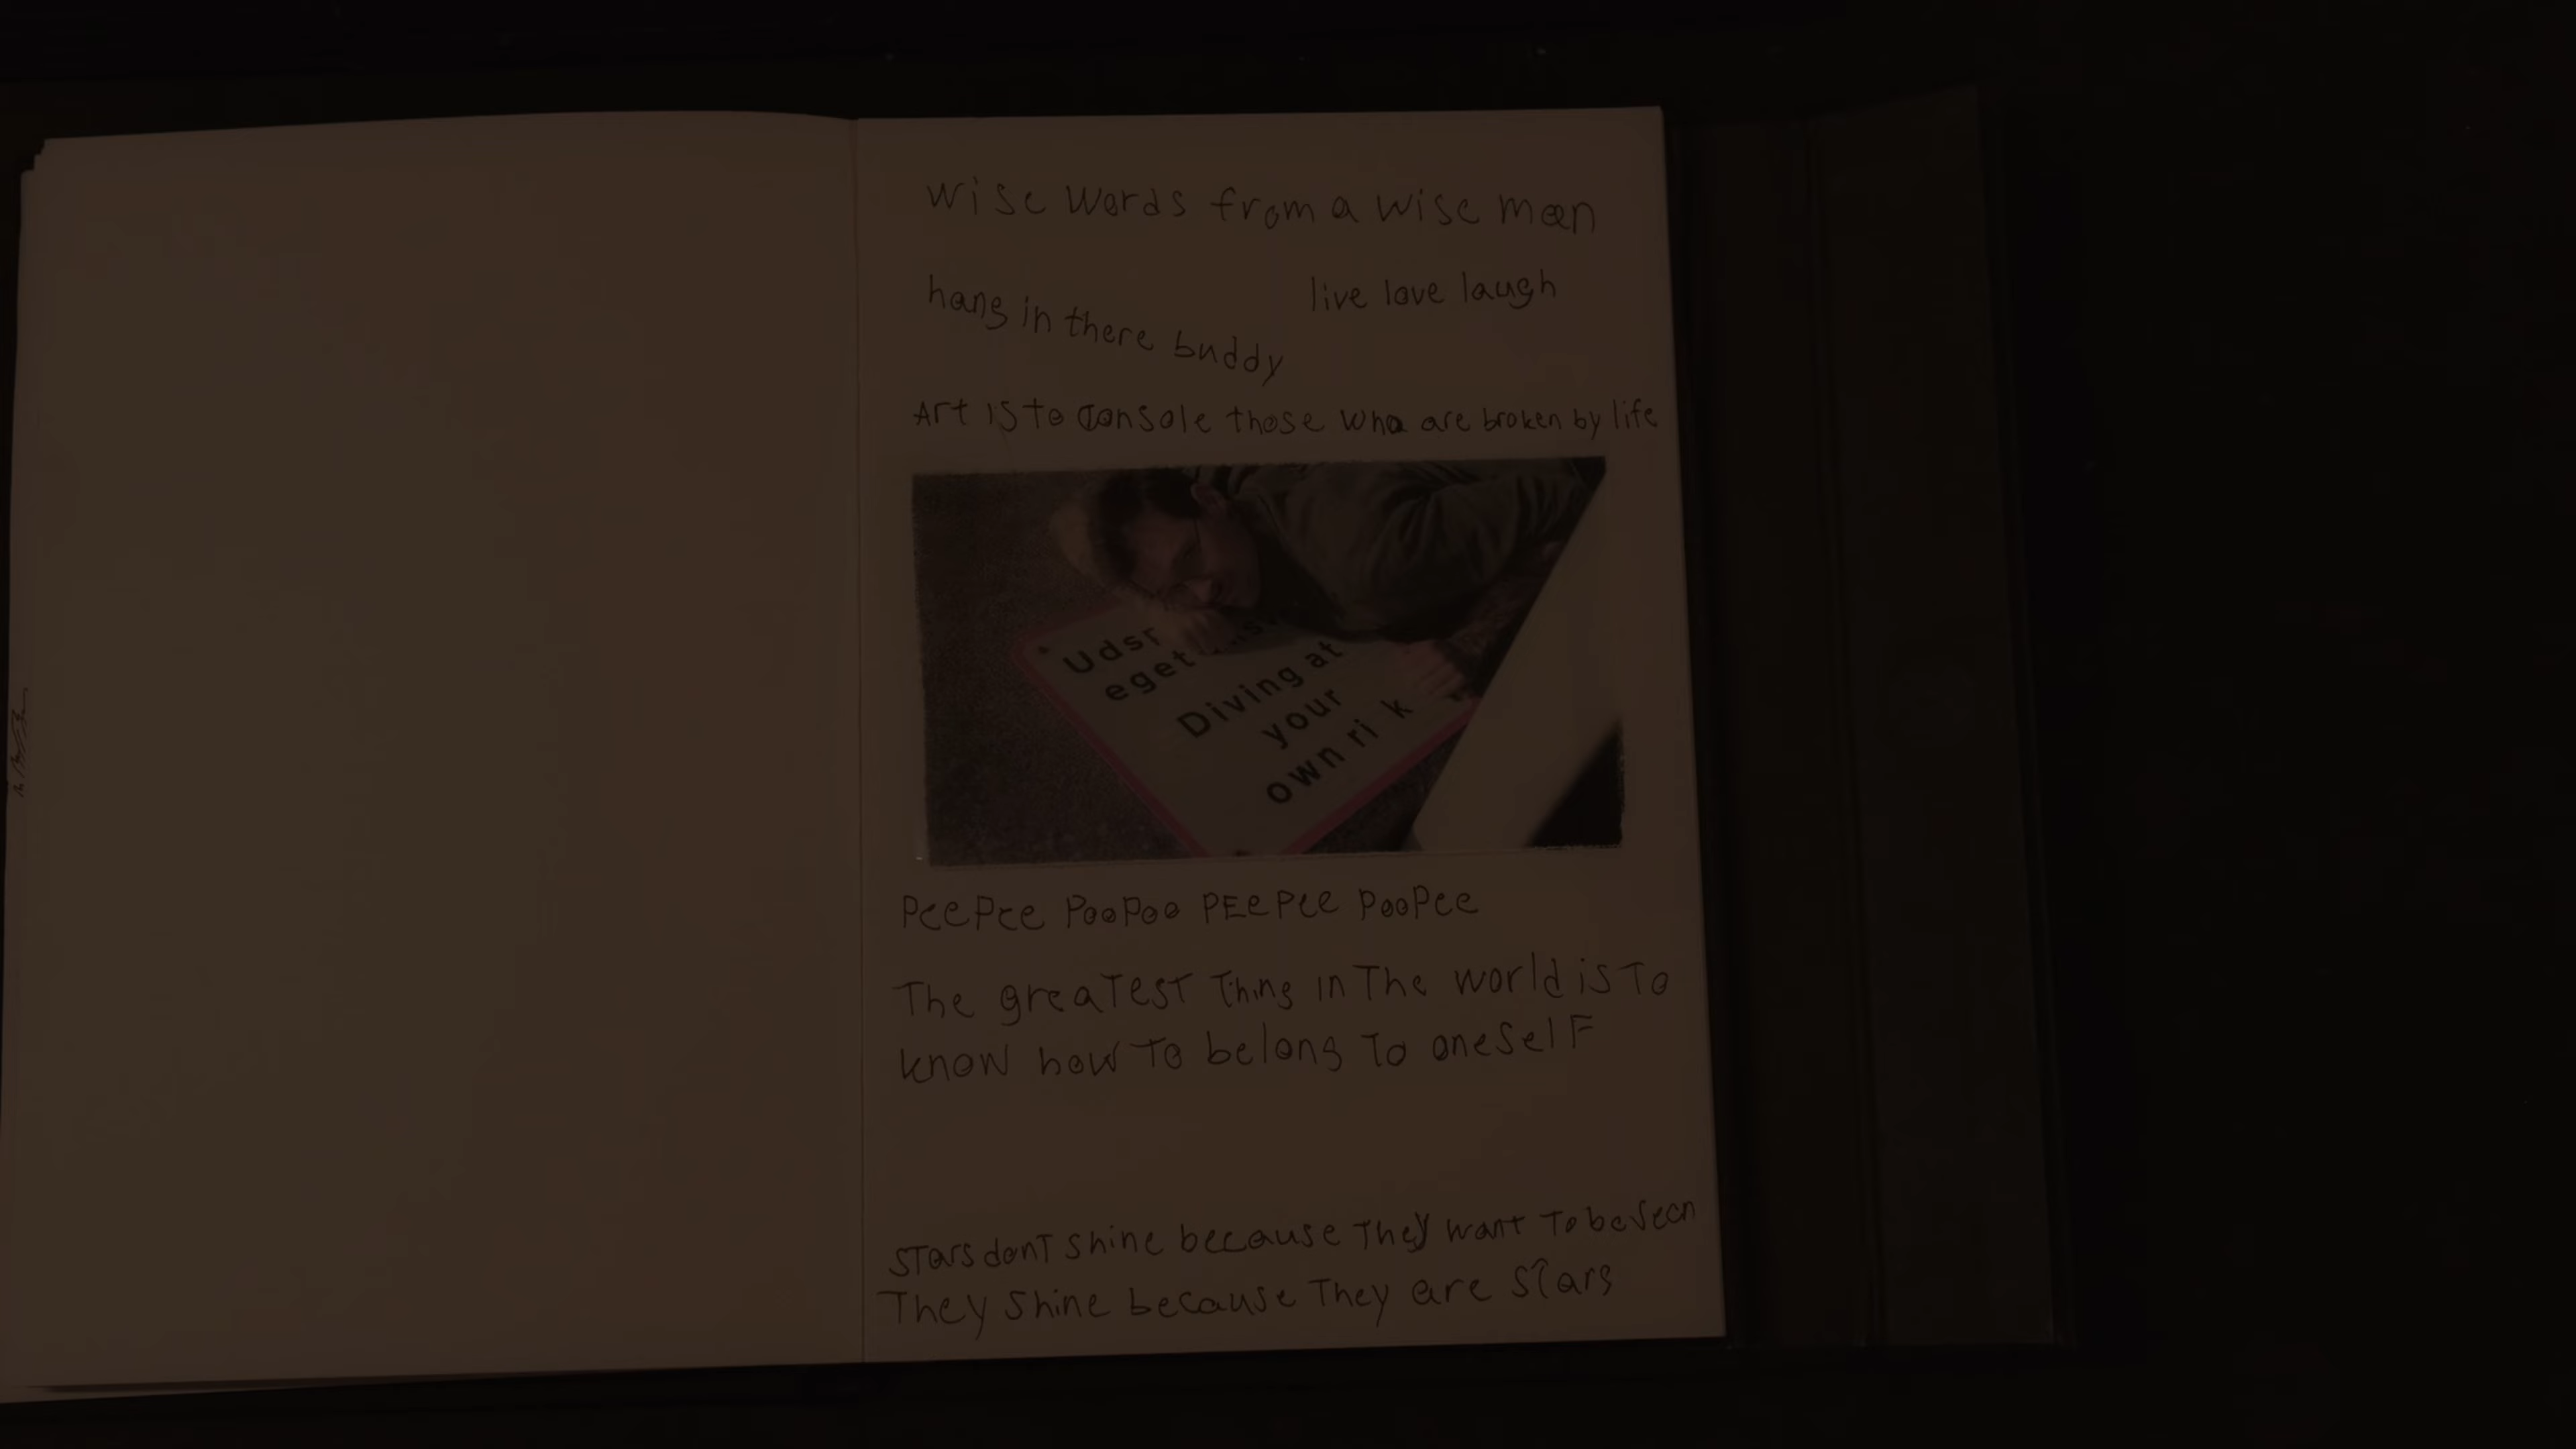 wise words from a wise man
hang in there buddy
live love laugh
Art is to console those who are broken by life
Udsr
eget
Diving at
your
own ri k
PeePee PooPoo PEePee PooPee
The greaTesT Thing in The world is To
know how To belong To oneself
STars donT shine because They want To be seen
They shine because They are sTars